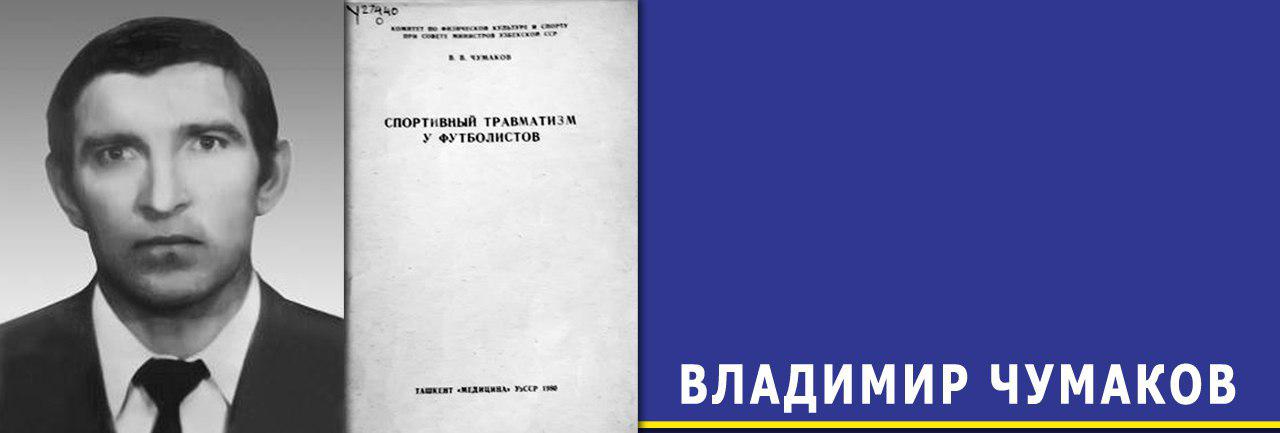 У27440
0
КОМИТЕТ ПО ФИЗИЧЕСКОЙ КУЛЬТУРЕ И СПОРТУ
ПРИ СОВЕТЕ МИНИСТРОВ УЗБЕКСКОЙ ССР
В. В. ЧУМАКОВ
СПОРТИВНЫЙ ТРАВМАТИЗМ
У ФУТБОЛИСТОВ
ТАШКЕНТ «МЕДИЦИНА» УзССР 1980
ВЛАДИМИР ЧУМАКОВ